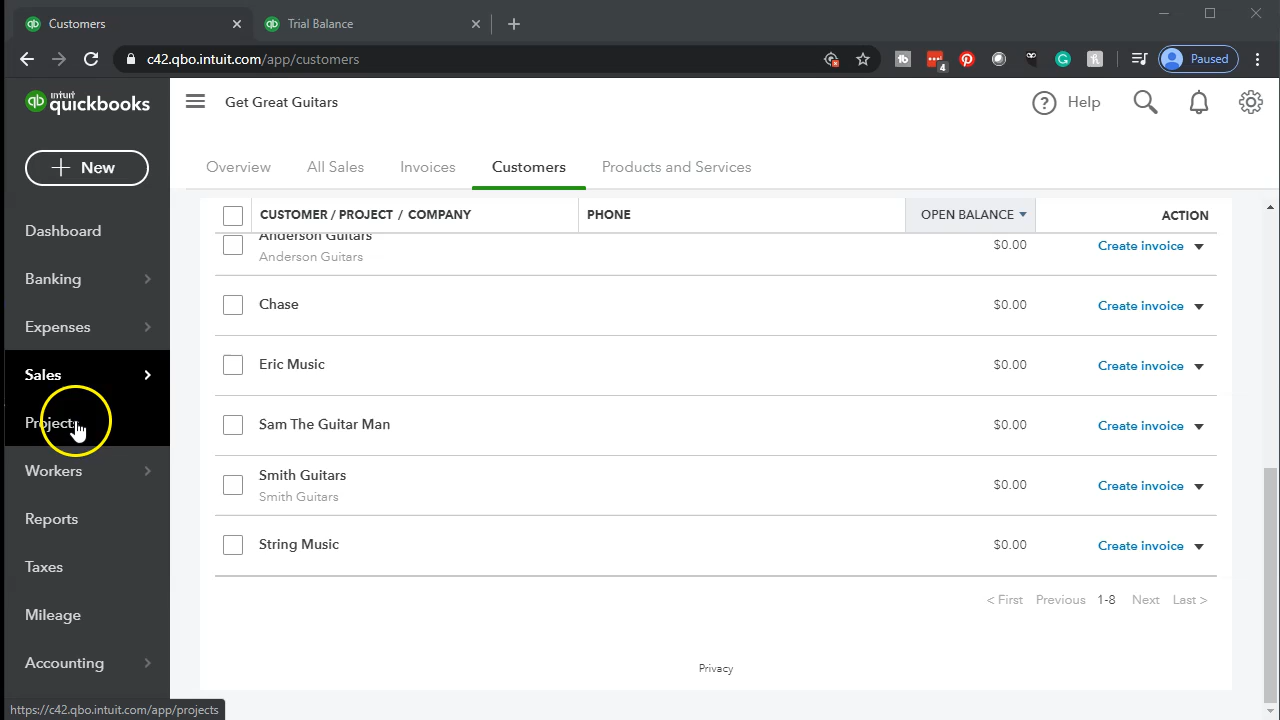 Customers
Trial Balance
c42.qbo.intuit.com/app/customers
4
Paused
intuit
quickbooks
Get Great Guitars
Help
New
Overview
All Sales
Invoices
Customers
Products and Services
CUSTOMER / PROJECT / COMPANY
PHONE
OPEN BALANCE
ACTION
Dashboard
Banking
Expenses
Sales
Projects
Workers
Reports
Taxes
Mileage
Accounting
Anderson Guitars
Anderson Guitars
$0.00
Create invoice
Chase
$0.00
Create invoice
Eric Music
$0.00
Create invoice
Sam The Guitar Man
$0.00
Create invoice
Smith Guitars
Smith Guitars
$0.00
Create invoice
String Music
$0.00
Create invoice
< First Previous 1-8 Next Last >
Privacy
https://c42.qbo.intuit.com/app/projects